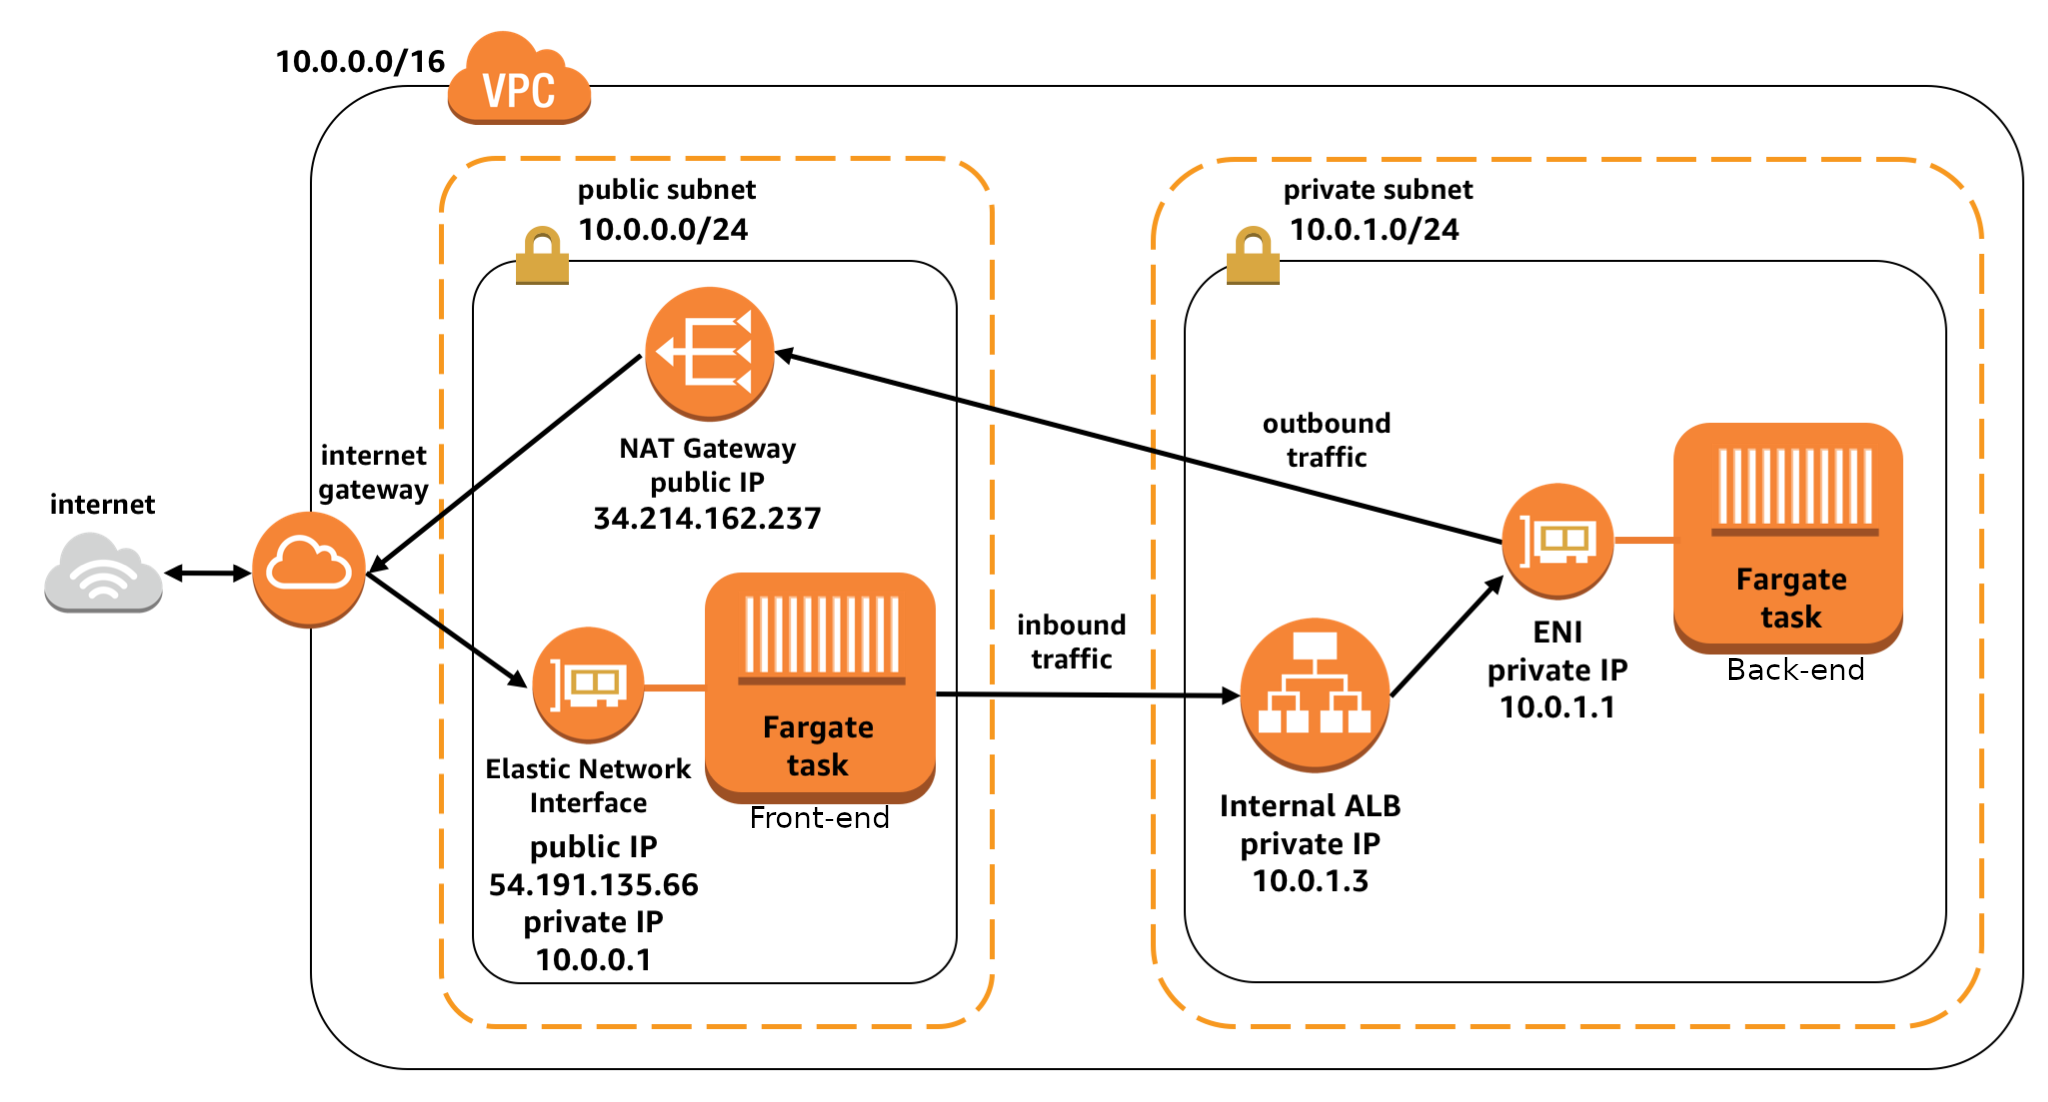 10.0.0.0/16
VPC
public subnet
10.0.0.0/24
private subnet
10.0.1.0/24
internet
internet
gateway
NAT Gateway
public IP
34.214.162.237
outbound
traffic
Fargate
task
Back-end
ENI
private IP
10.0.1.1
inbound
traffic
Fargate
task
Front-end
Elastic Network
Interface
public IP
54.191.135.66
private IP
10.0.0.1
Internal ALB
private IP
10.0.1.3